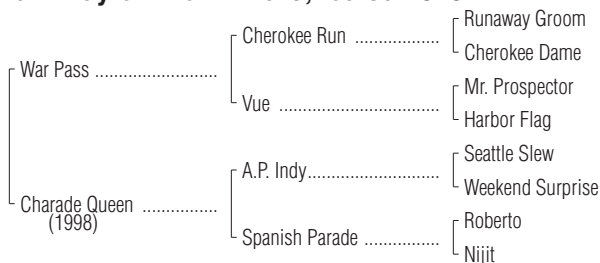 Runaway Groom
Cherokee Run ........................
Cherokee Dame
War Pass ................................
Mr. Prospector
Vue ..........................................
Harbor Flag
Seattle Slew
A.P. Indy...................................
Weekend Surprise
Charade Queen ....................
(1998)
Roberto
Spanish Parade ....................
Nijit